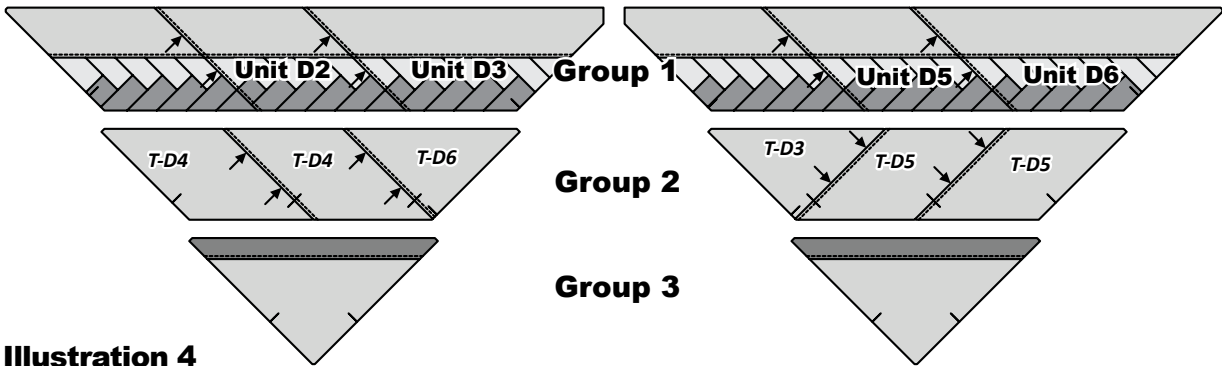 Unit D2
Unit D3
Group 1
Unit D5
Unit D6
T-D4
T-D4
T-D6
Group 2
T-D3
T-D5
T-D5
Group 3
Illustration 4